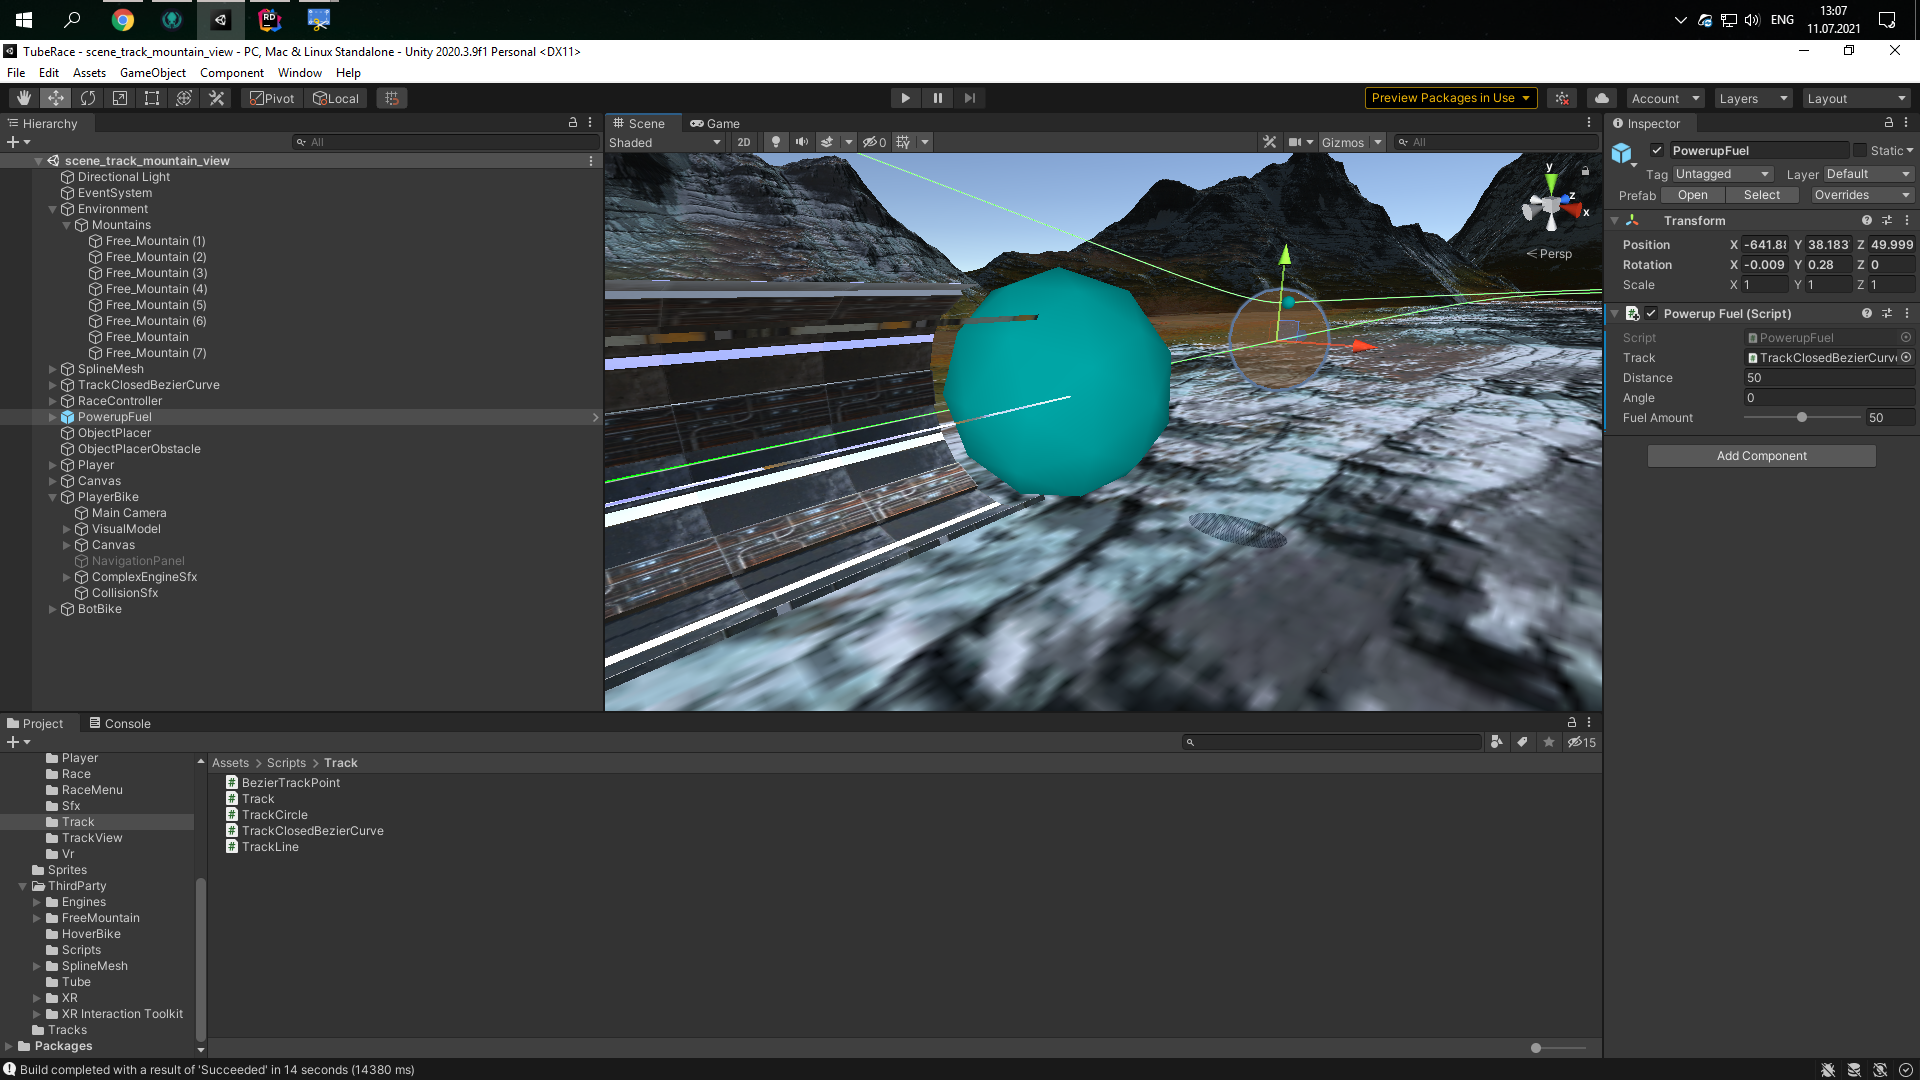 ENG
13:07
11.07.2021
TubeRace - scene_track_mountain_view - PC, Mac & Linux Standalone - Unity 2020.3.9f1 Personal <DX11>
File Edit Assets GameObject Component Window Help
Pivot Local Preview Packages in Use Account Layers Layout
Hierarchy
All
scene_track_mountain_view
Directional Light
EventSystem
Environment
Mountains
Free_Mountain (1)
Free_Mountain (2)
Free_Mountain (3)
Free_Mountain (4)
Free_Mountain (5)
Free_Mountain (6)
Free_Mountain
Free_Mountain (7)
SplineMesh
TrackClosedBezierCurve
RaceController
PowerupFuel
ObjectPlacer
ObjectPlacerObstacle
Player
Canvas
PlayerBike
Main Camera
VisualModel
Canvas
NavigationPanel
ComplexEngineSfx
CollisionSfx
BotBike
Scene Game
Shaded 2D 0 Gizmos All
y
z
x
Persp
Inspector
PowerupFuel Static
Tag Untagged Layer Default
Prefab Open Select Overrides
Transform
Position X -641.88 Y 38.183 Z 49.999
Rotation X -0.009 Y 0.28 Z 0
Scale X 1 Y 1 Z 1
Powerup Fuel (Script)
Script PowerupFuel
Track TrackClosedBezierCurve
Distance 50
Angle 0
Fuel Amount 50
Add Component
Project Console
15
Player
Race
RaceMenu
Sfx
Track
TrackView
Vr
Sprites
ThirdParty
Engines
FreeMountain
HoverBike
Scripts
SplineMesh
Tube
XR
XR Interaction Toolkit
Tracks
Packages
Assets > Scripts > Track
BezierTrackPoint
Track
TrackCircle
TrackClosedBezierCurve
TrackLine
Build completed with a result of 'Succeeded' in 14 seconds (14380 ms)